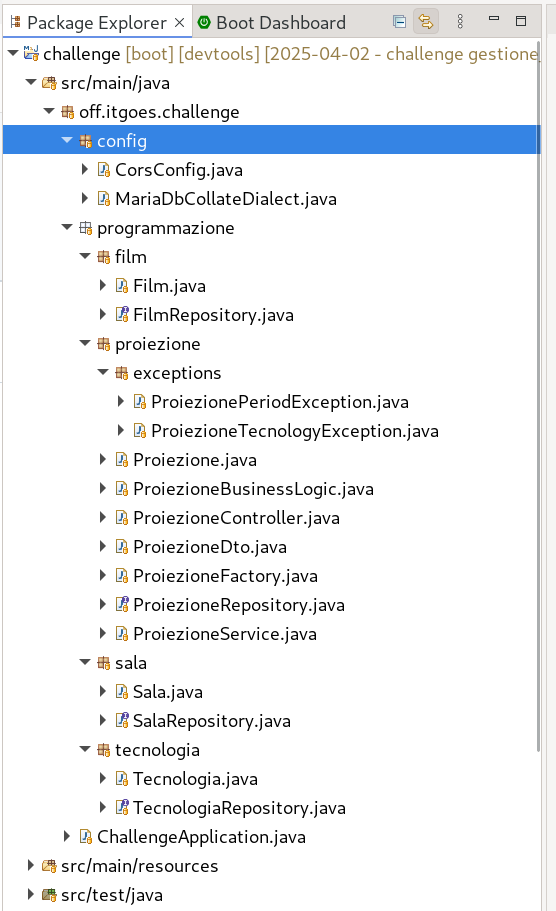 Package Explorer Boot Dashboard
challenge [boot] [devtools] [2025-04-02 - challenge gestione
src/main/java
off.itgoes.challenge
config
CorsConfig.java
MariaDbCollateDialect.java
programmazione
film
Film.java
FilmRepository.java
proiezione
exceptions
ProiezionePeriodException.java
ProiezioneTecnologyException.java
Proiezione.java
ProiezioneBusinessLogic.java
ProiezioneController.java
ProiezioneDto.java
ProiezioneFactory.java
ProiezioneRepository.java
ProiezioneService.java
sala
Sala.java
SalaRepository.java
tecnologia
Tecnologia.java
TecnologiaRepository.java
ChallengeApplication.java
src/main/resources
src/test/java